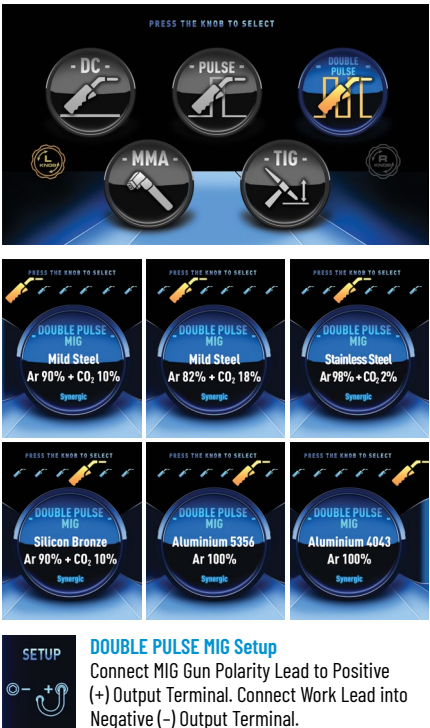 PRESS THE KNOB TO SELECT
- DC -
- PULSE -
- DOUBLE PULSE -
L KNOB
R KNOB
- MMA -
- TIG -
PRESS THE KNOB TO SELECT
- DOUBLE PULSE -
MIG
Mild Steel
Ar 90% + CO₂ 10%
Synergic
PRESS THE KNOB TO SELECT
- DOUBLE PULSE -
MIG
Mild Steel
Ar 82% + CO₂ 18%
Synergic
PRESS THE KNOB TO SELECT
- DOUBLE PULSE -
MIG
Stainless Steel
Ar 98% + CO₂ 2%
Synergic
PRESS THE KNOB TO SELECT
- DOUBLE PULSE -
MIG
Silicon Bronze
Ar 90% + CO₂ 10%
Synergic
PRESS THE KNOB TO SELECT
- DOUBLE PULSE -
MIG
Aluminium 5356
Ar 100%
Synergic
PRESS THE KNOB TO SELECT
- DOUBLE PULSE -
MIG
Aluminium 4043
Ar 100%
Synergic
SETUP
- +
DOUBLE PULSE MIG Setup
Connect MIG Gun Polarity Lead to Positive
(+) Output Terminal. Connect Work Lead into
Negative (-) Output Terminal.